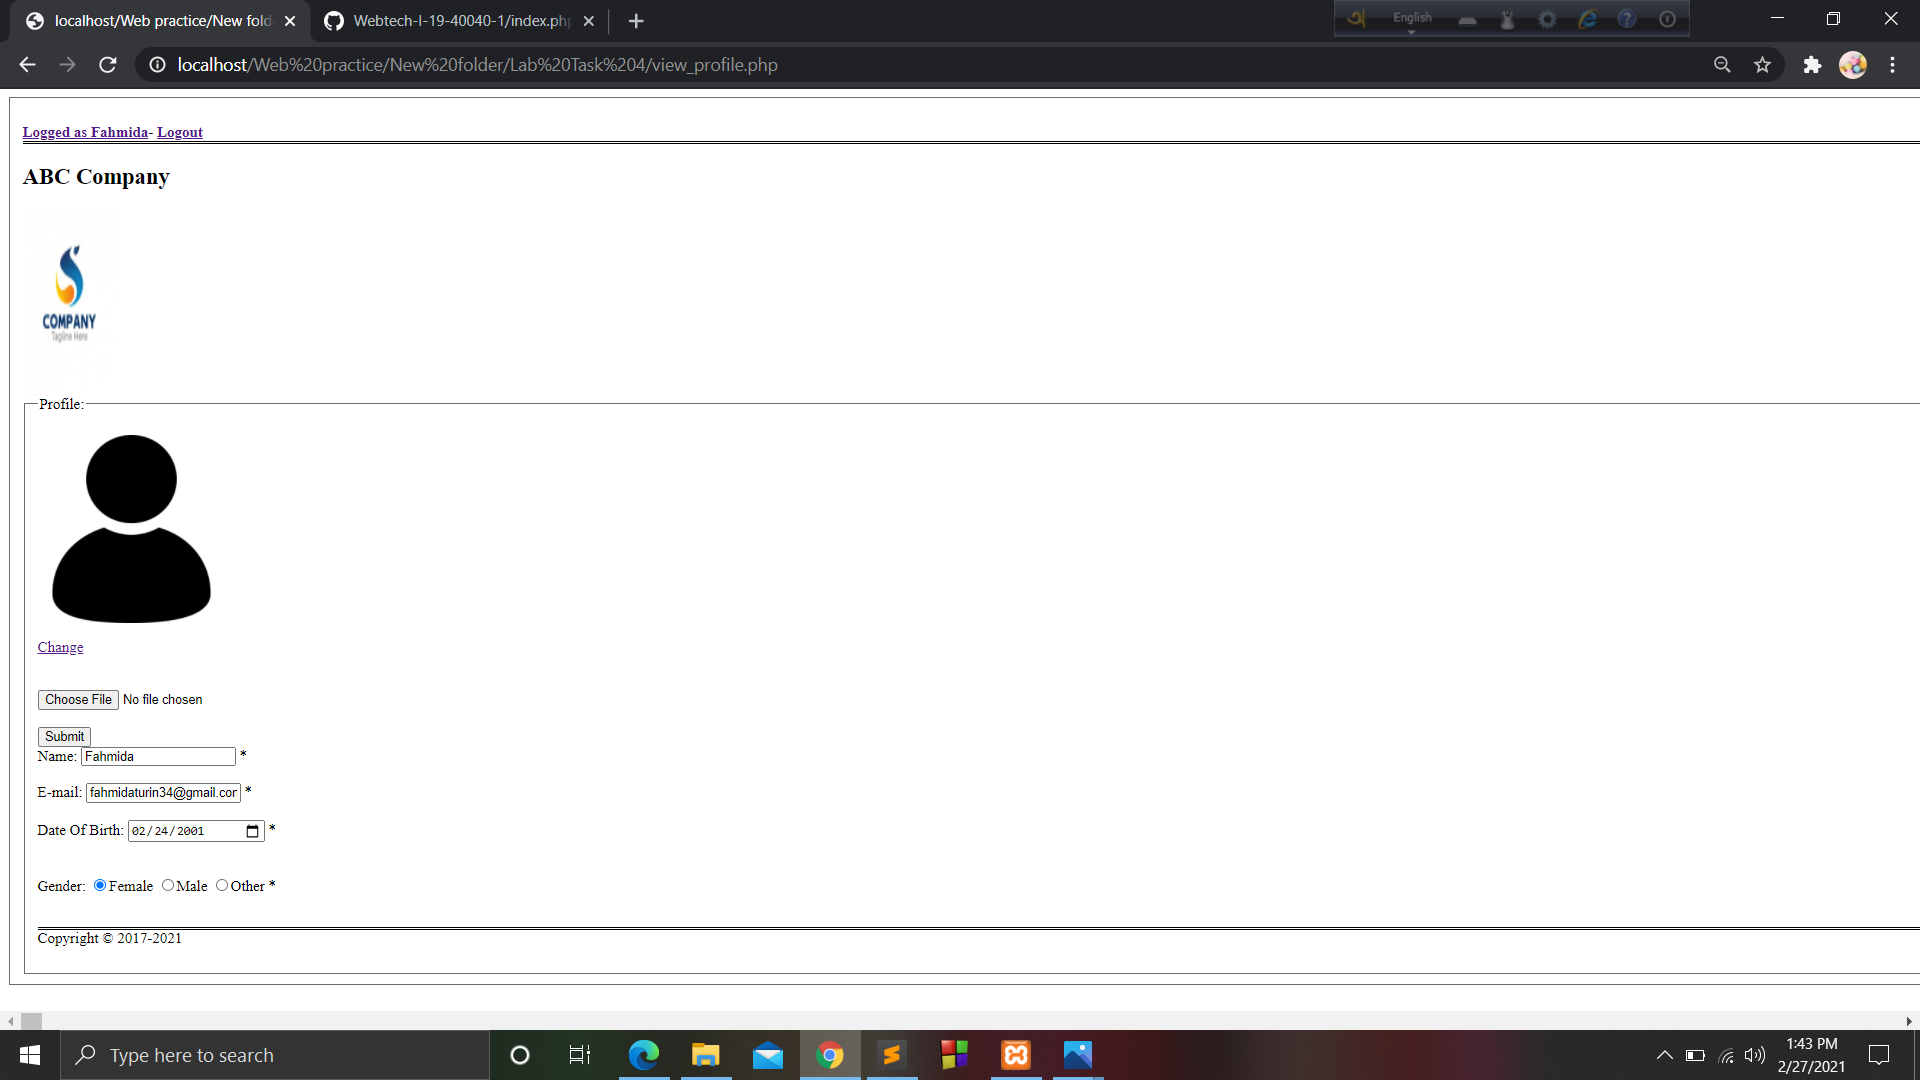 localhost/Web practice/New fold
Webtech-I-19-40040-1/index.ph
English
localhost/Web%20practice/New%20folder/Lab%20Task%204/view_profile.php
Logged as Fahmida- Logout
ABC Company
COMPANY
Tagline Here
Profile:
Change
Choose File No file chosen
Submit
Name: Fahmida *
E-mail: fahmidaturin34@gmail.cor *
Date Of Birth: 02/24/2001 *
Gender: Female Male Other *
Copyright © 2017-2021
Type here to search
1:43 PM
2/27/2021